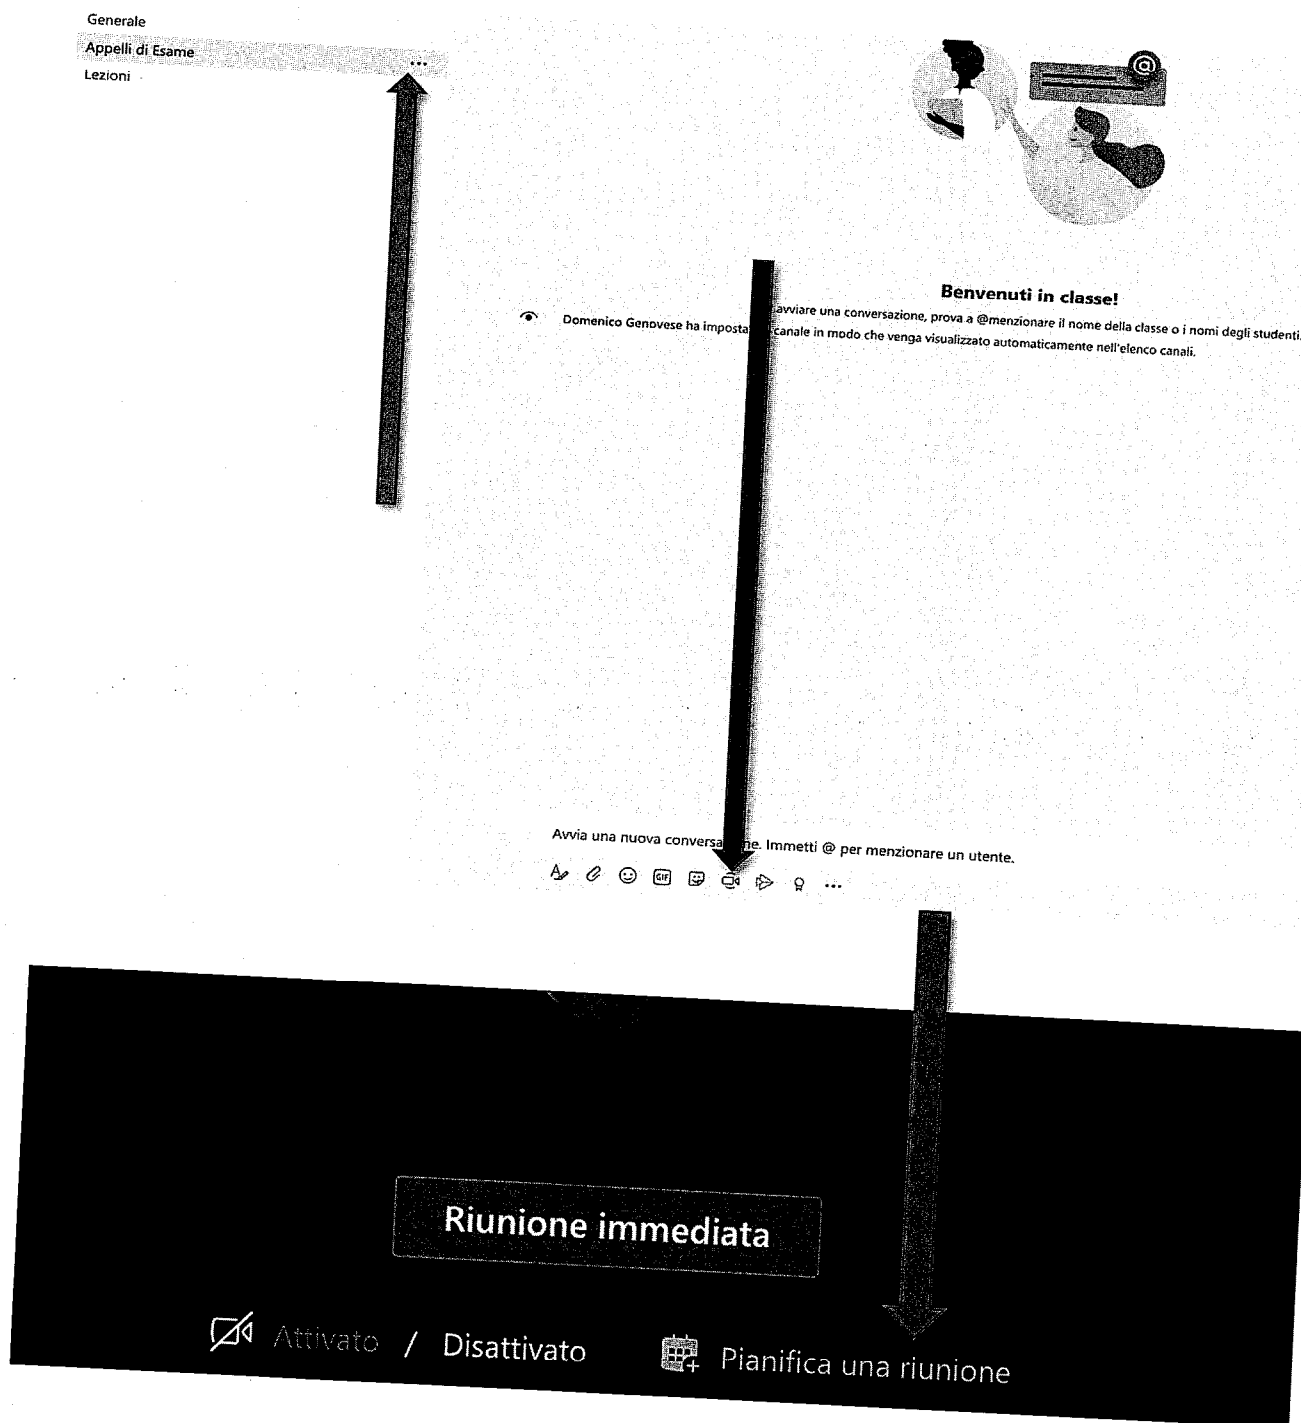 Generale
Appelli di Esame
...
Lezioni
@
Benvenuti in classe!
avviare una conversazione, prova a @menzionare il nome della classe o i nomi degli studenti.
Domenico Genovese ha imposta canale in modo che venga visualizzato automaticamente nell'elenco canali.
Avvia una nuova conversa ne. Immetti @ per menzionare un utente.
GIF
...
Riunione immediata
Attivato / Disattivato
Pianifica una riunione